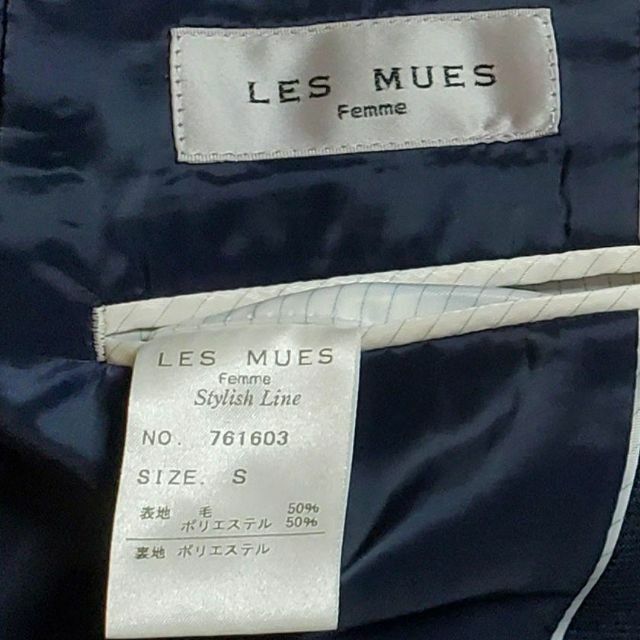 LES MUES
Femme
LES MUES
Femme
Stylish Line
NO. 761603
SIZE. S
表地 毛 50%
ポリエステル 50%
裏地 ポリエステル